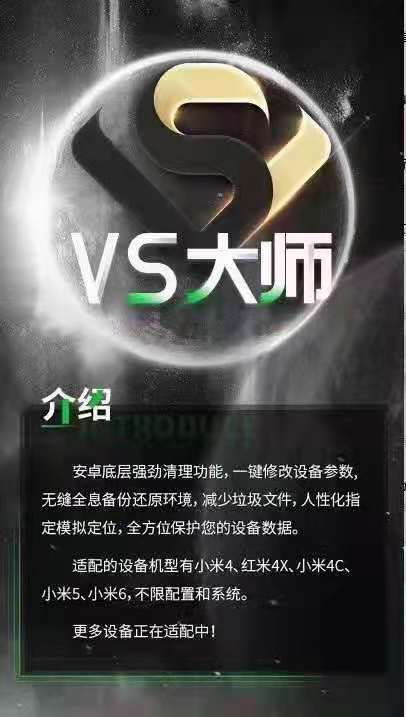 VS大师
介绍
INTRODUCE
安卓底层强劲清理功能,一键修改设备参数,
无缝全息备份还原环境,减少垃圾文件,人性化指
定模拟定位,全方位保护您的设备数据。
适配的设备机型有小米4、红米4X、小米4C、
小米5、小米6,不限配置和系统。
更多设备正在适配中!